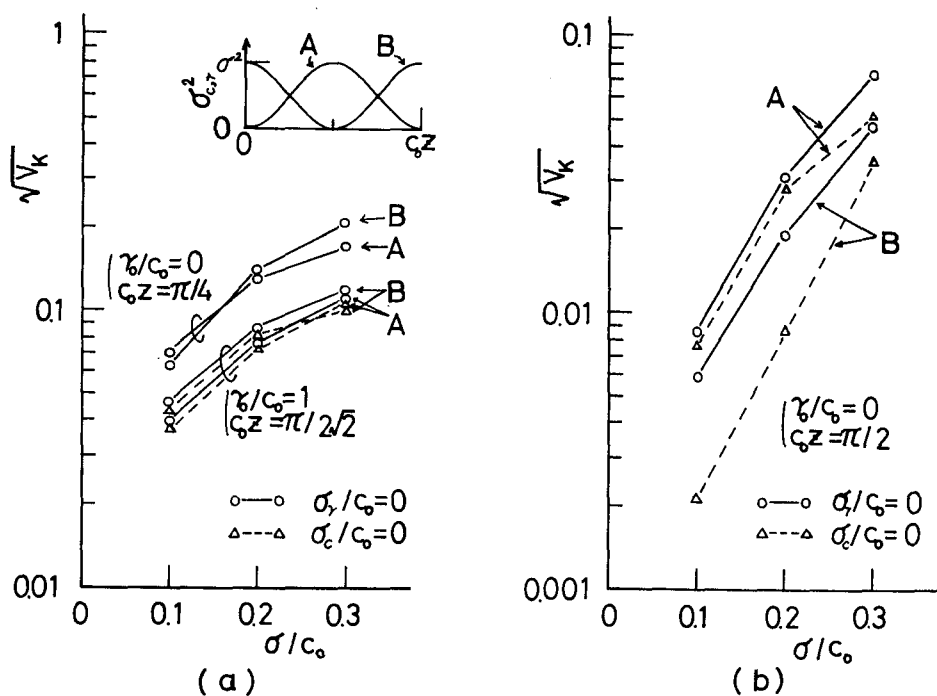 1
√V_K
0.1
0.01
0
0.1
0.2
0.3
σ/c₀
(a)
σ²_c,γ
σ²
0
0
c₀z
A
B
B
A
B
A
γ₀/c₀=0
c₀z=π/4
γ₀/c₀=1
c₀z=π/2√2
σ_γ/c₀=0
σ_c/c₀=0
0.1
√V_K
0.01
0.001
0
0.1
0.2
0.3
σ/c₀
(b)
A
B
γ₀/c₀=0
c₀z=π/2
σ_γ/c₀=0
σ_c/c₀=0